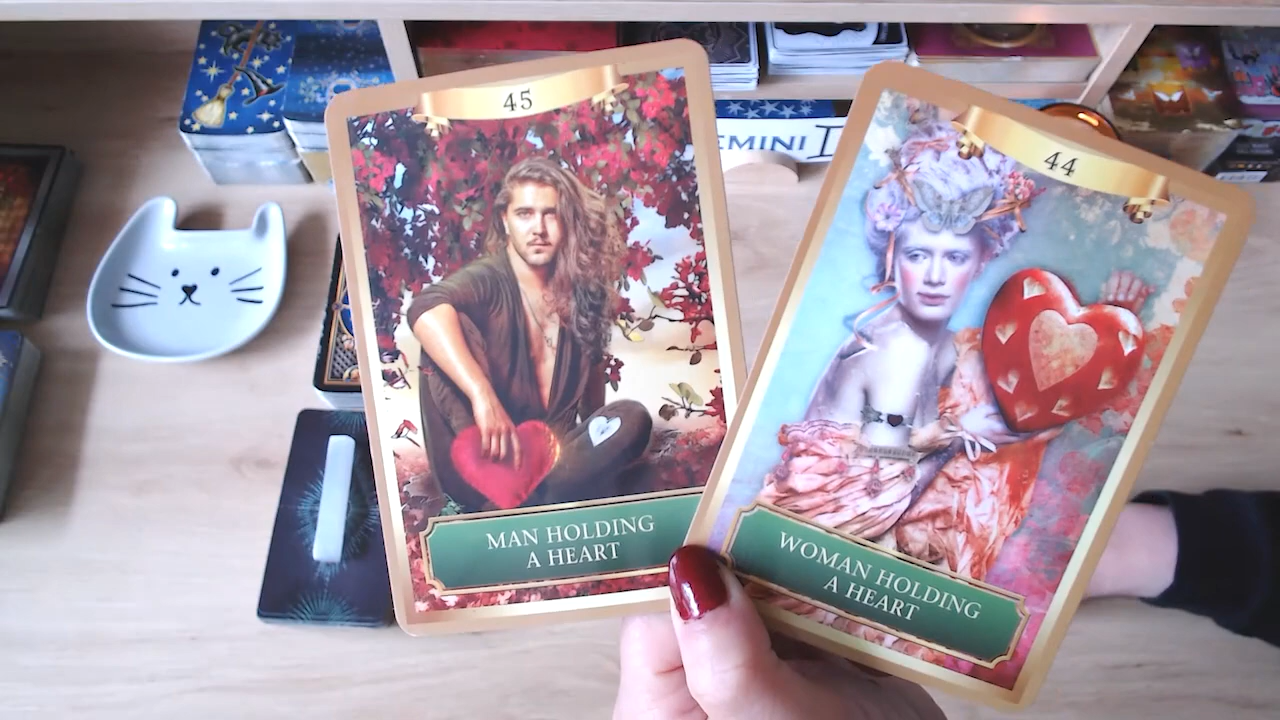 45
MAN HOLDING
A HEART
44
WOMAN HOLDING
A HEART
EMINI I